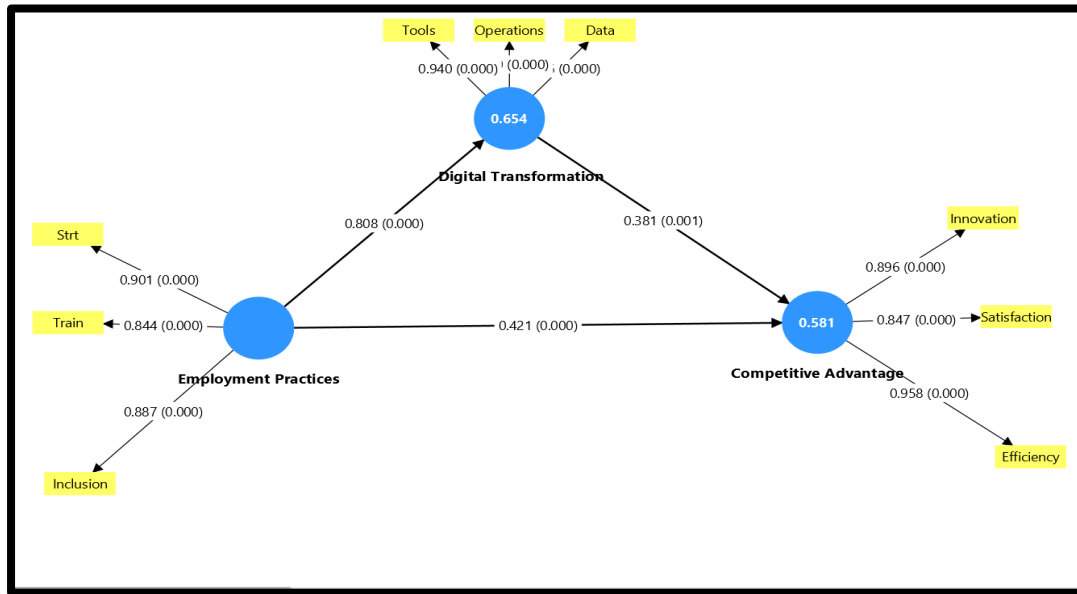 Tools
Operations
Data
0.940 (0.000)
(0.000)
(0.000)
0.654
Digital Transformation
0.808 (0.000)
0.381 (0.001)
Strt
0.901 (0.000)
Train
0.844 (0.000)
Employment Practices
0.887 (0.000)
Inclusion
0.421 (0.000)
0.581
Competitive Advantage
Innovation
0.896 (0.000)
0.847 (0.000)
Satisfaction
0.958 (0.000)
Efficiency